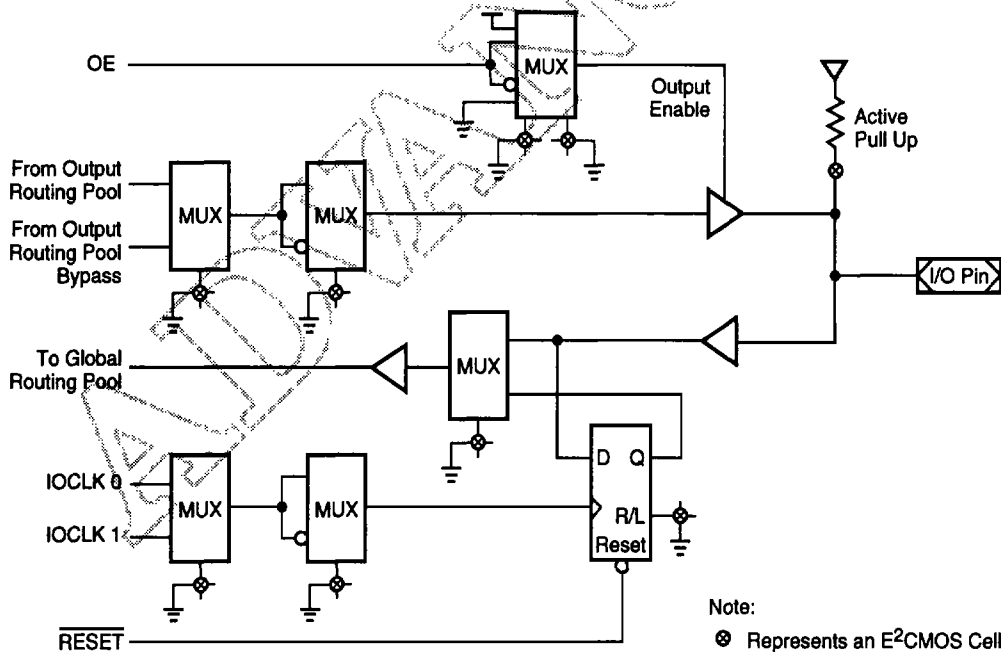 OE
MUX
Output
Enable
Active
Pull Up
From Output
Routing Pool
MUX
MUX
From Output
Routing Pool
Bypass
I/O Pin
To Global
Routing Pool
MUX
IOCLK 0
IOCLK 1
MUX
MUX
D Q
R/L
Reset
RESET
Note:
⊗ Represents an E²CMOS Cell